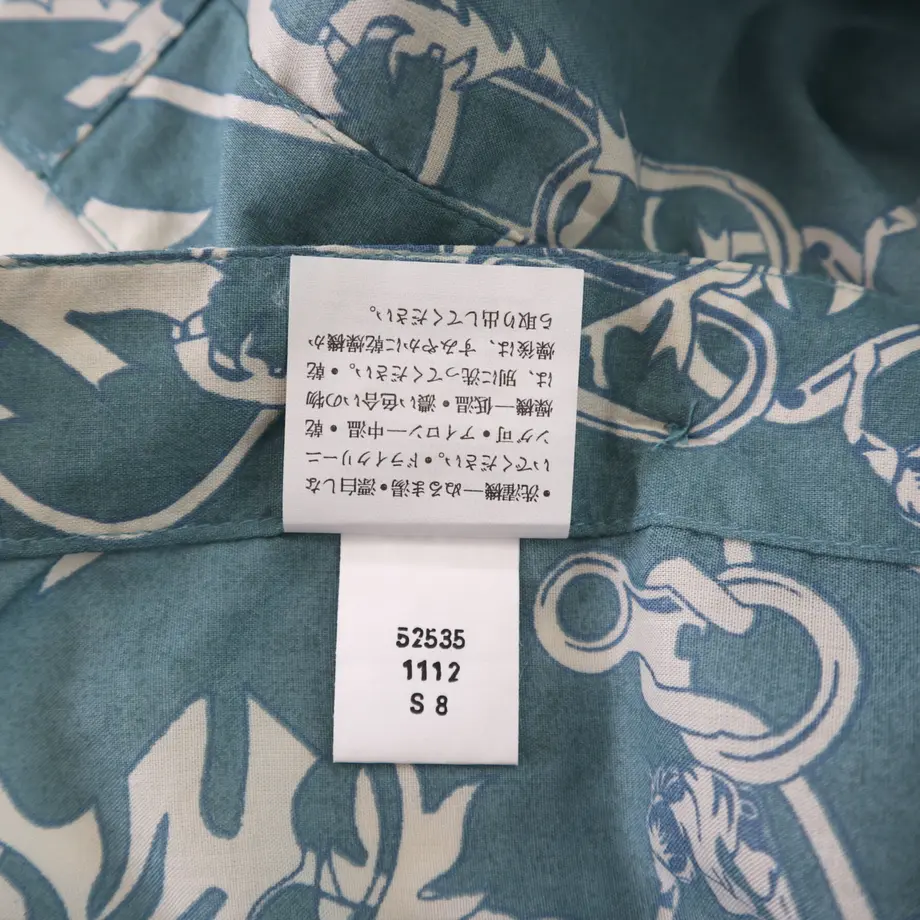 •洗濯機—ぬるま湯•漂白しな
いでください。•ドライクリーニ
ング可•アイロン—中温•乾
燥機—低温•濃い色合いの物
は、別に洗ってください。•乾
燥後は、すみやかに乾燥機か
ら取り出してください。
52535
1112
S 8